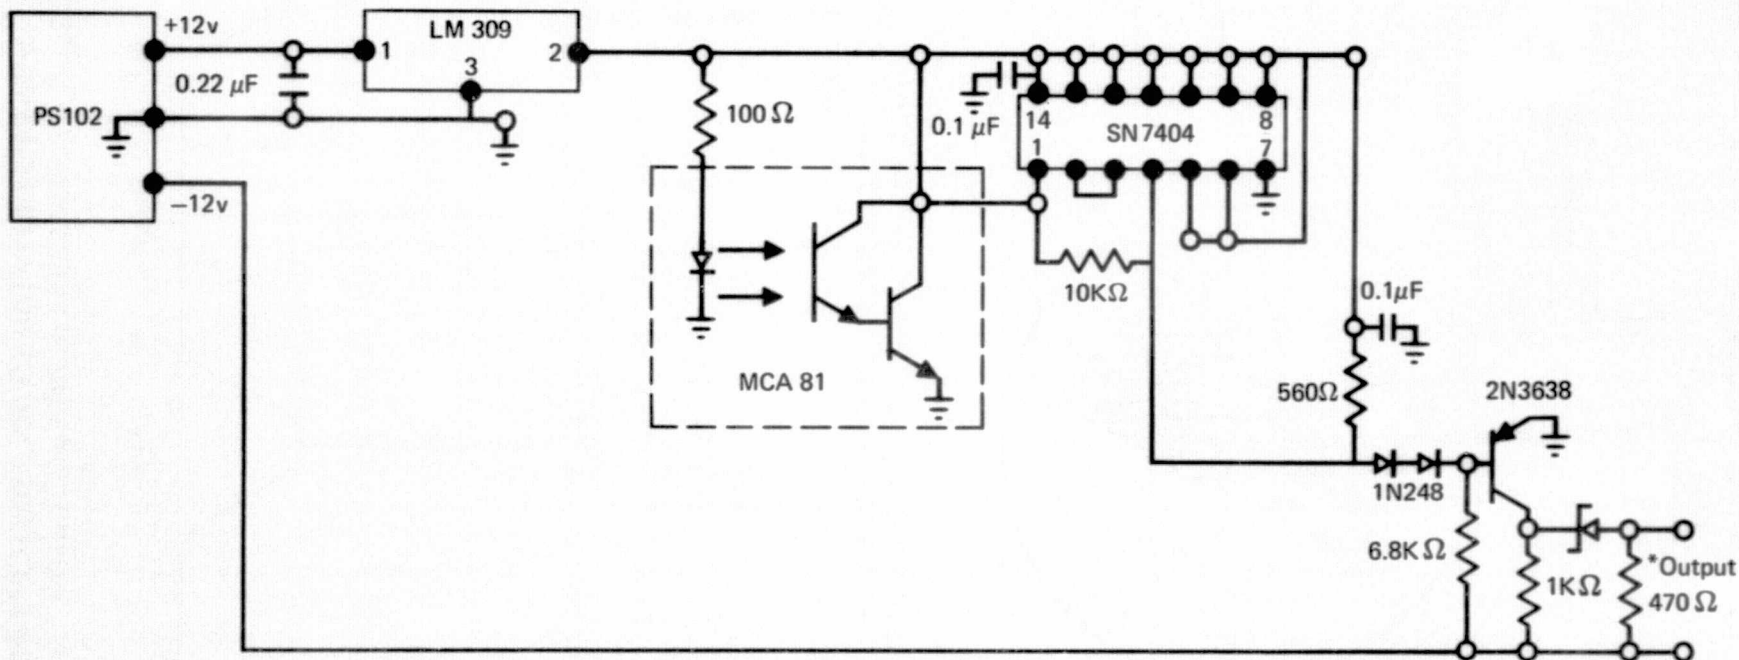 +12v
LM 309
1
2
3
0.22 μF
PS102
−12v
100 Ω
0.1 μF
14
8
SN7404
1
7
10KΩ
MCA 81
0.1μF
560Ω
2N3638
1N248
6.8K Ω
1K Ω
*Output
470 Ω